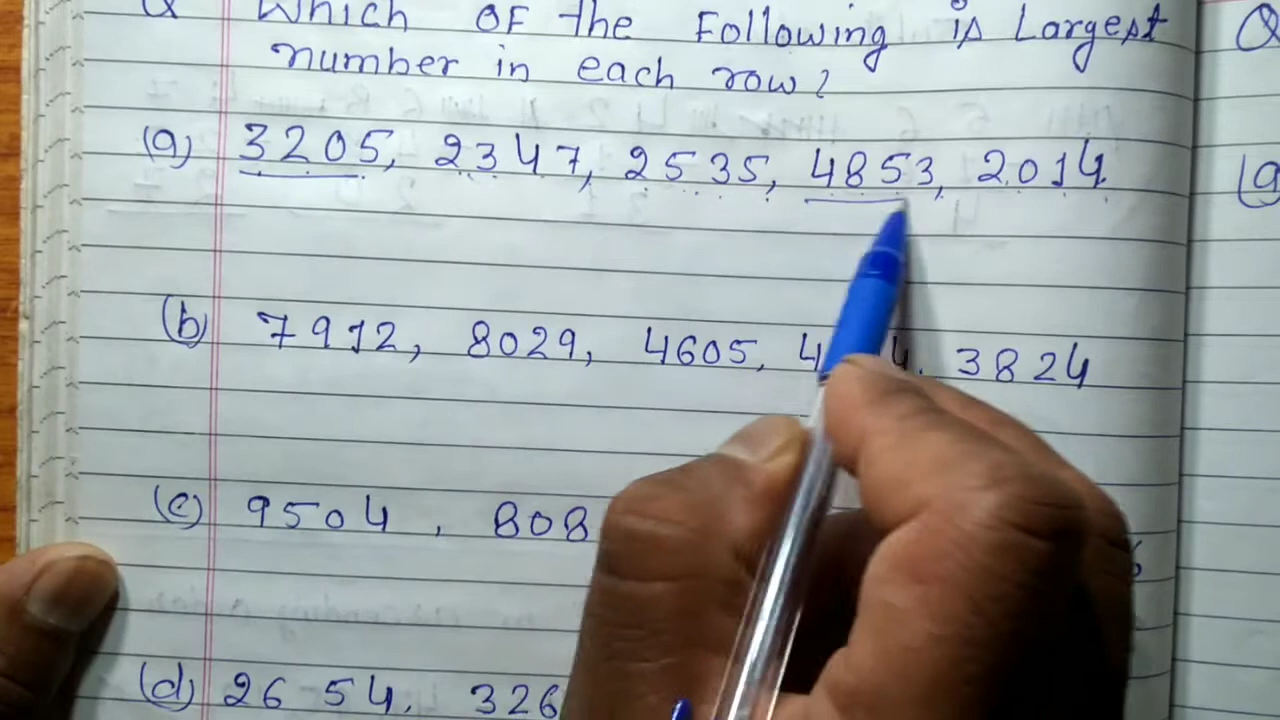 Q Which OF the Following is Largest
number in each row?
(a) 3205, 2347, 2535, 4853, 2014
(b) 7912, 8029, 4605, 3824
(c) 9504, 808
(d) 2654, 326